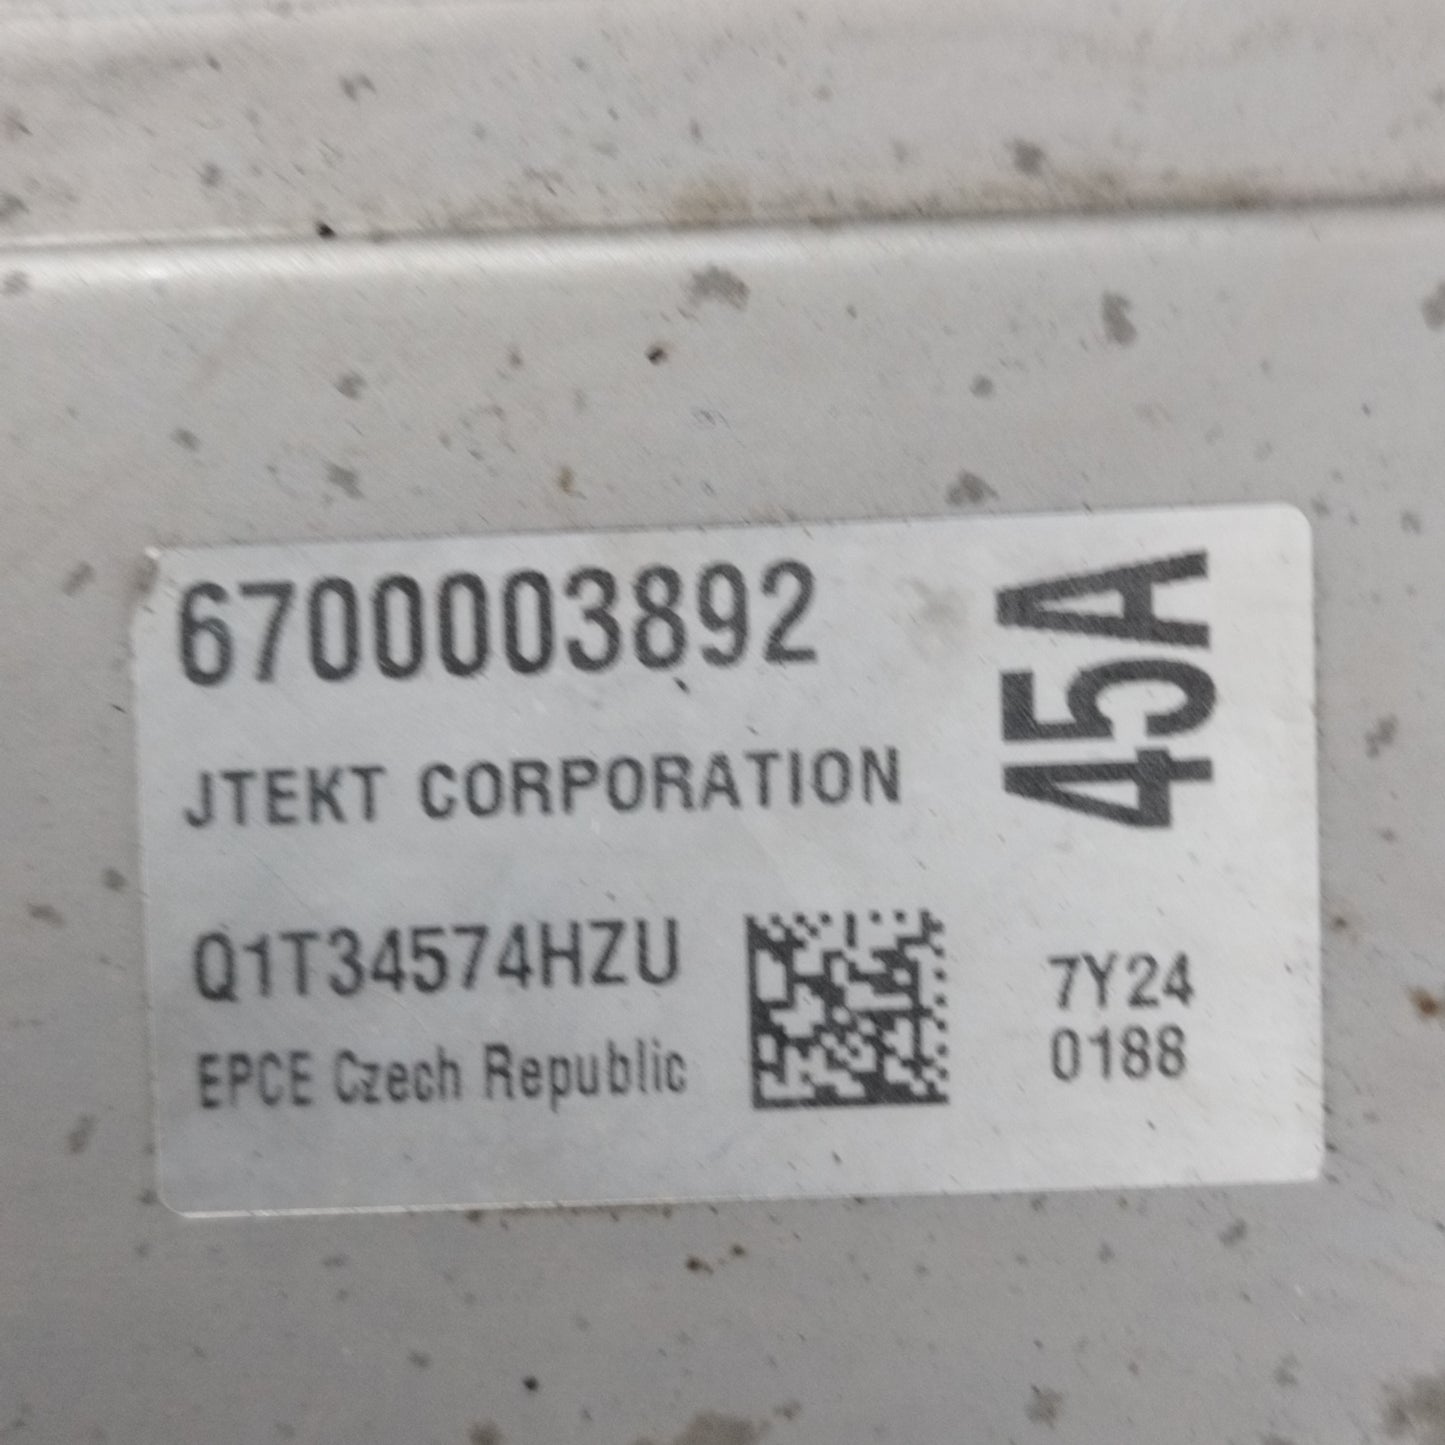 6700003892
45A
JTEKT CORPORATION
Q1T34574HZU
EPCE Czech Republic
7Y24
0188